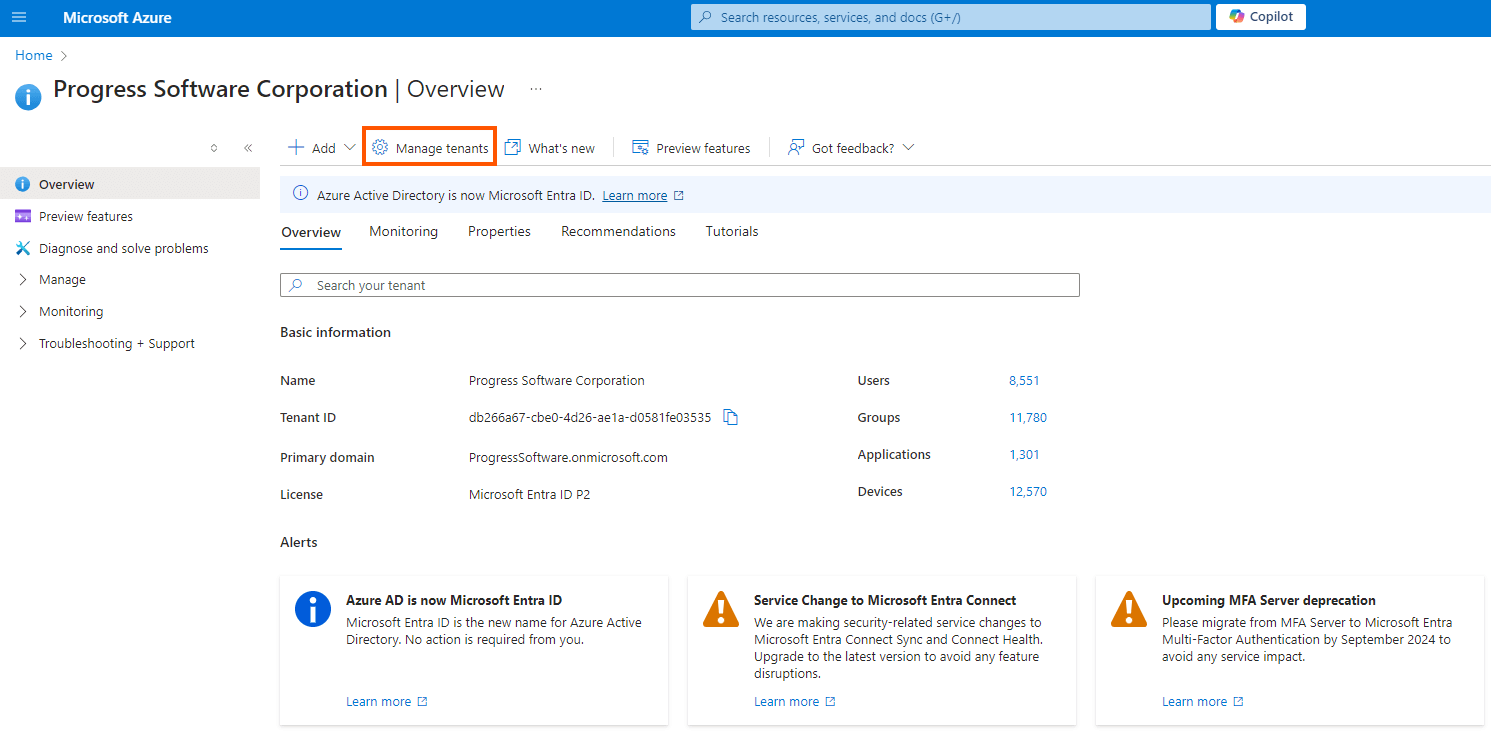 Microsoft Azure
Search resources, services, and docs (G+/)
Copilot
Home
Progress Software Corporation | Overview
Add
Manage tenants
What's new
Preview features
Got feedback?
Overview
Preview features
Diagnose and solve problems
Manage
Monitoring
Troubleshooting + Support
Azure Active Directory is now Microsoft Entra ID. Learn more
Overview Monitoring Properties Recommendations Tutorials
Search your tenant
Basic information
Name Progress Software Corporation Users 8,551
Tenant ID db266a67-cbe0-4d26-ae1a-d0581fe03535 Groups 11,780
Primary domain ProgressSoftware.onmicrosoft.com Applications 1,301
License Microsoft Entra ID P2 Devices 12,570
Alerts
Azure AD is now Microsoft Entra ID
Microsoft Entra ID is the new name for Azure Active
Directory. No action is required from you.
Learn more
Service Change to Microsoft Entra Connect
We are making security-related service changes to
Microsoft Entra Connect Sync and Connect Health.
Upgrade to the latest version to avoid any feature
disruptions.
Learn more
Upcoming MFA Server deprecation
Please migrate from MFA Server to Microsoft Entra
Multi-Factor Authentication by September 2024 to
avoid any service impact.
Learn more